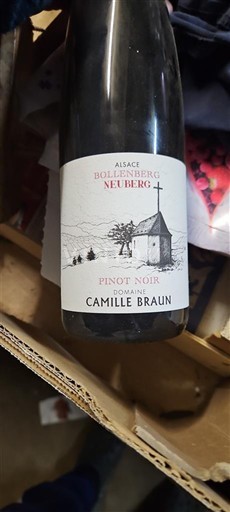 ALSACE
BOLLENBERG
NEUBERG
PINOT NOIR
DOMAINE
CAMILLE BRAUN